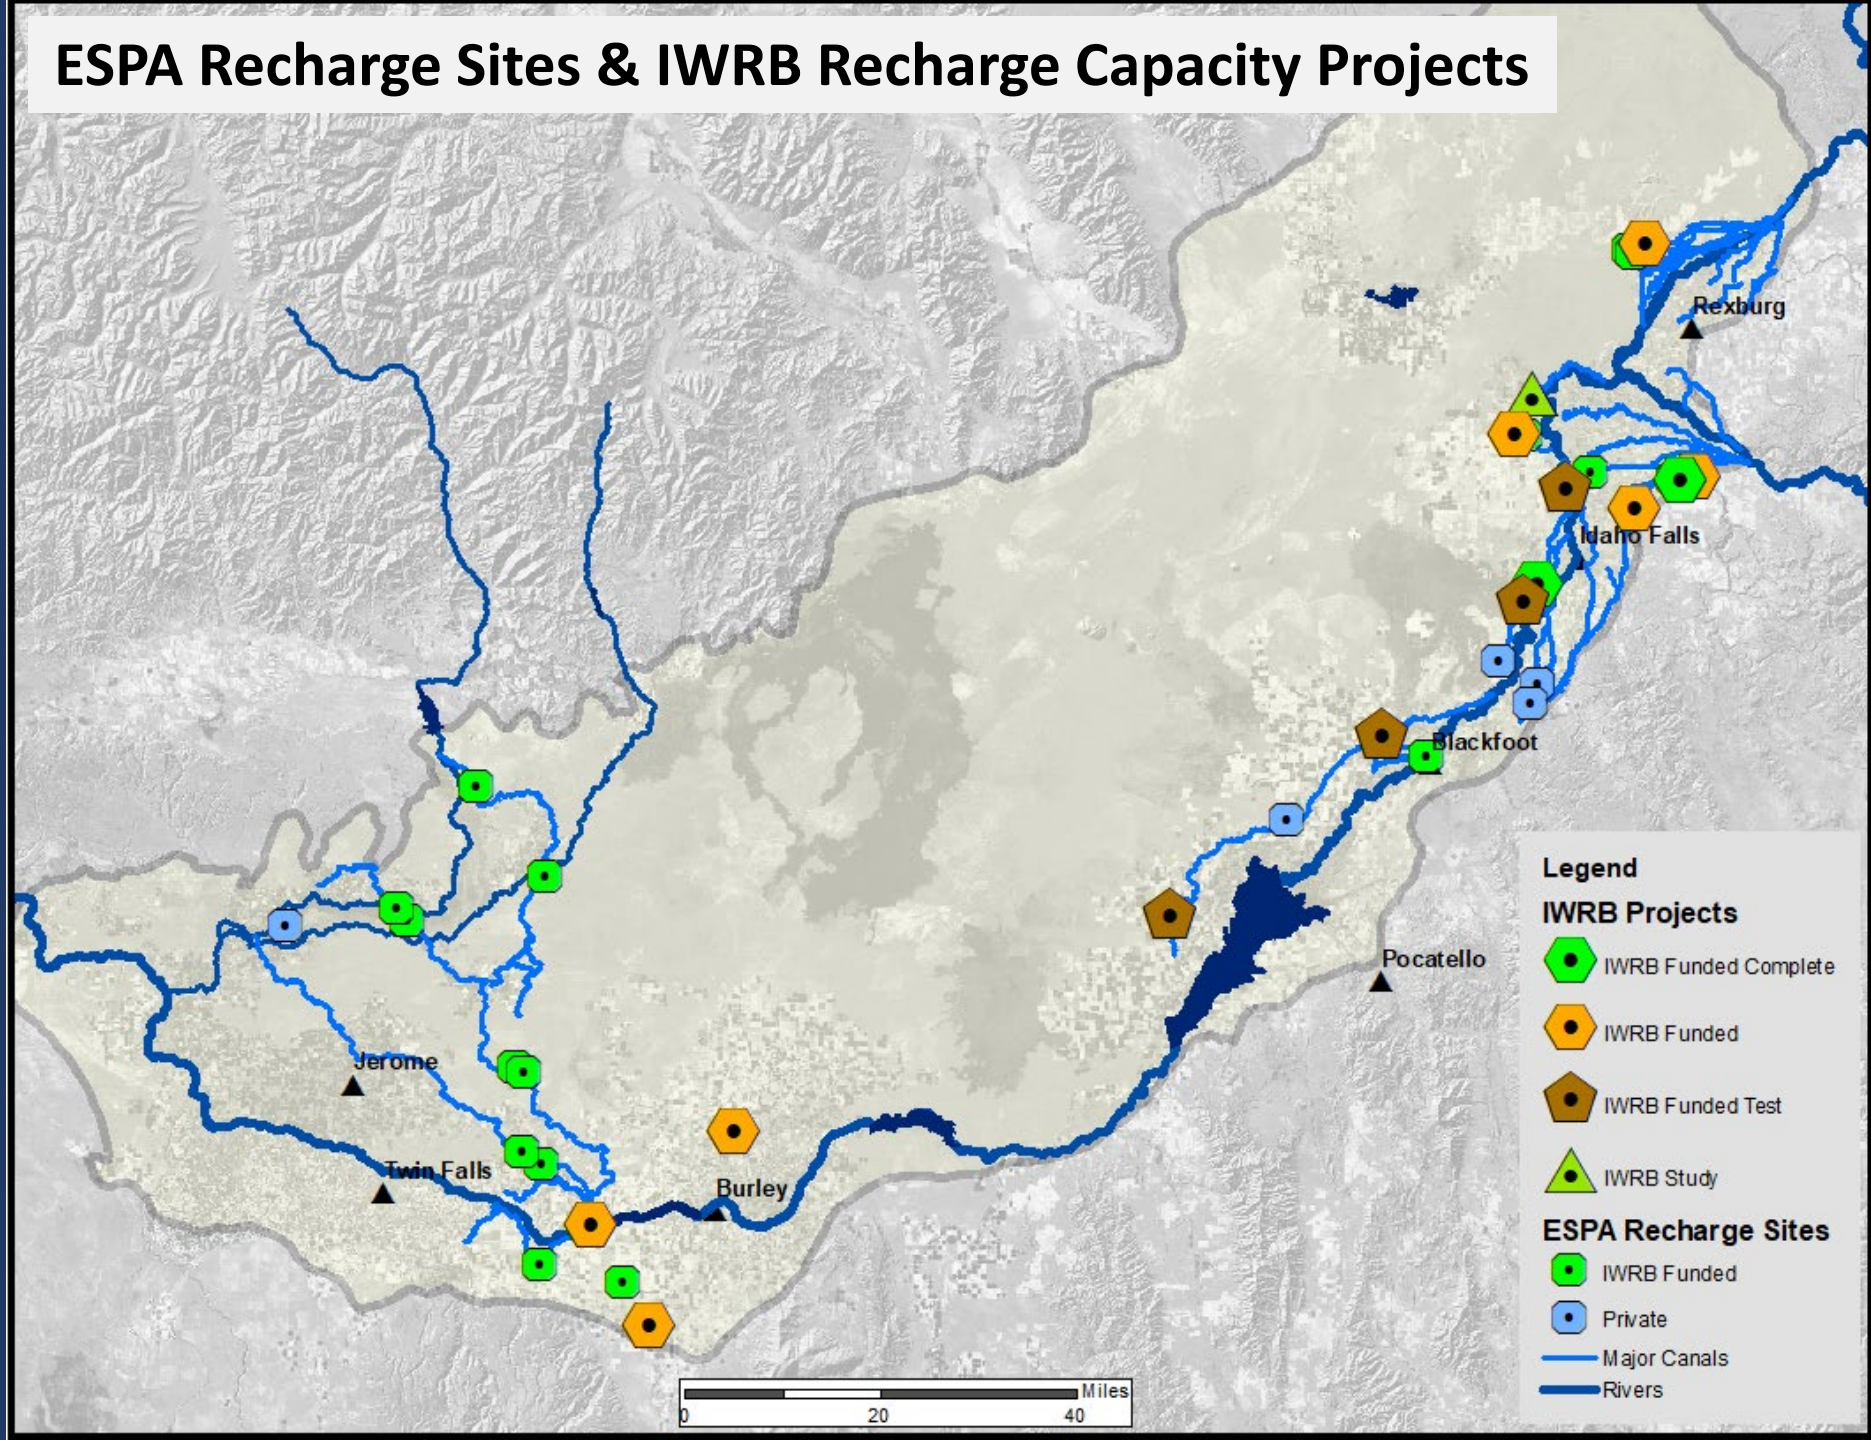 ESPA Recharge Sites & IWRB Recharge Capacity Projects
Rexburg
Idaho Falls
Blackfoot
Pocatello
Jerome
Twin Falls
Burley
Legend
IWRB Projects
IWRB Funded Complete
IWRB Funded
IWRB Funded Test
IWRB Study
ESPA Recharge Sites
IWRB Funded
Private
Major Canals
Rivers
Miles
0 20 40